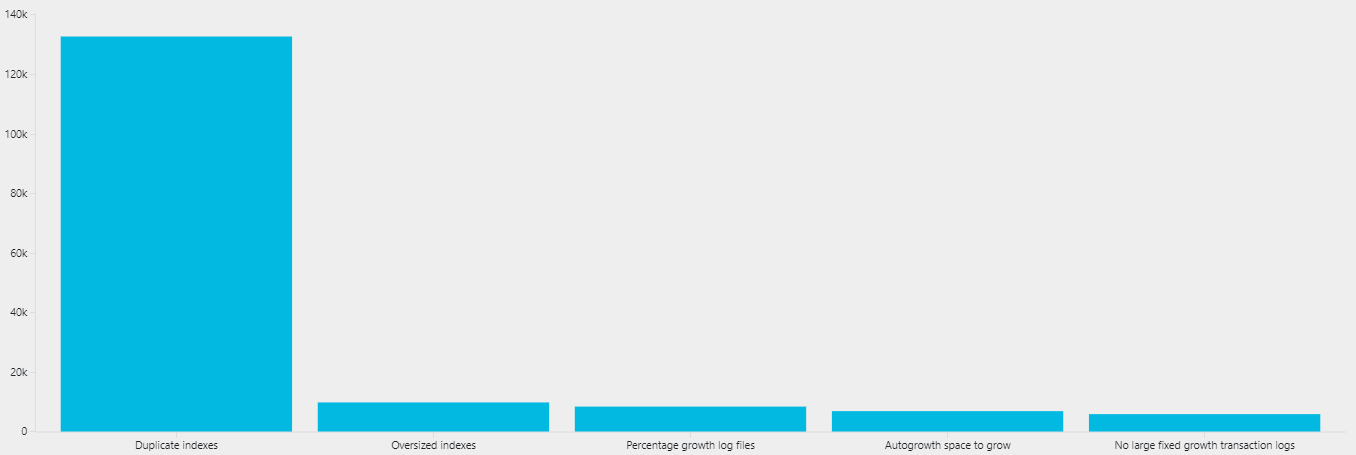 140k
120k
100k
80k
60k
40k
20k
0
Duplicate indexes
Oversized indexes
Percentage growth log files
Autogrowth space to grow
No large fixed growth transaction logs